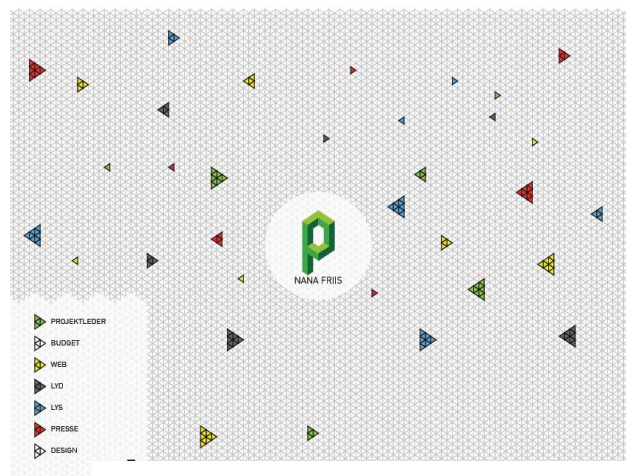 NANA FRIIS
PROJEKTLEDER
BUDGET
WEB
LYD
LYS
PRESSE
DESIGN